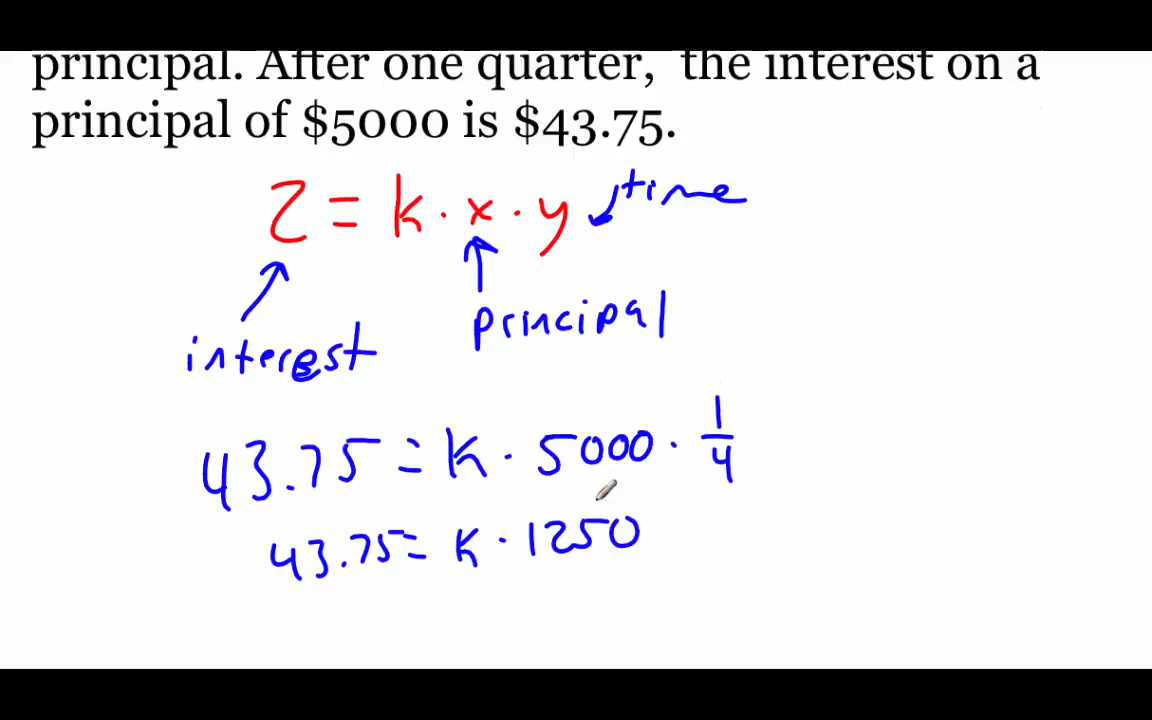 principal. After one quarter, the interest on a
principal of $5000 is $43.75.
z = k · x · y time
principal
interest
43.75 = k · 5000 · 1/4
43.75 = k · 1250